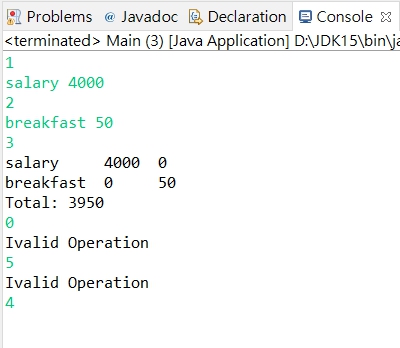 Problems @ Javadoc Declaration Console
<terminated> Main (3) [Java Application] D:\JDK15\bin\ja
1
salary 4000
2
breakfast 50
3
salary 4000 0
breakfast 0 50
Total: 3950
0
Ivalid Operation
5
Ivalid Operation
4